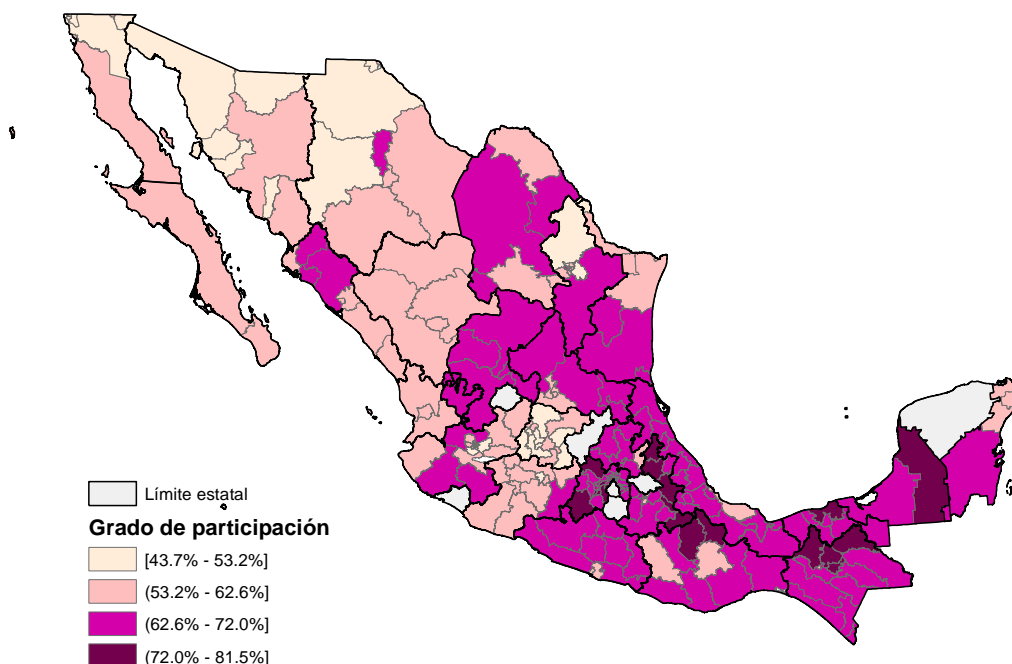 Límite estatal
Grado de participación
[43.7% - 53.2%]
(53.2% - 62.6%]
(62.6% - 72.0%]
(72.0% - 81.5%]